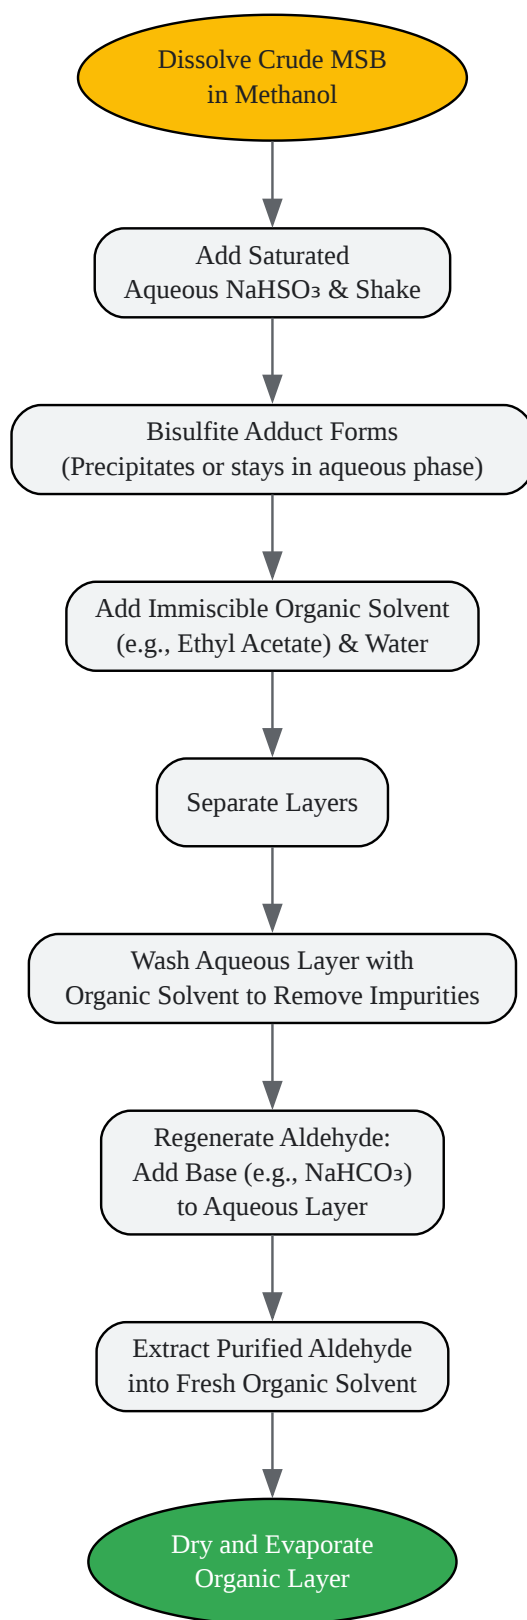 Dissolve Crude MSB
in Methanol
Add Saturated
Aqueous NaHSO₃ & Shake
Bisulfite Adduct Forms
(Precipitates or stays in aqueous phase)
Add Immiscible Organic Solvent
(e.g., Ethyl Acetate) & Water
Separate Layers
Wash Aqueous Layer with
Organic Solvent to Remove Impurities
Regenerate Aldehyde:
Add Base (e.g., NaHCO₃)
to Aqueous Layer
Extract Purified Aldehyde
into Fresh Organic Solvent
Dry and Evaporate
Organic Layer